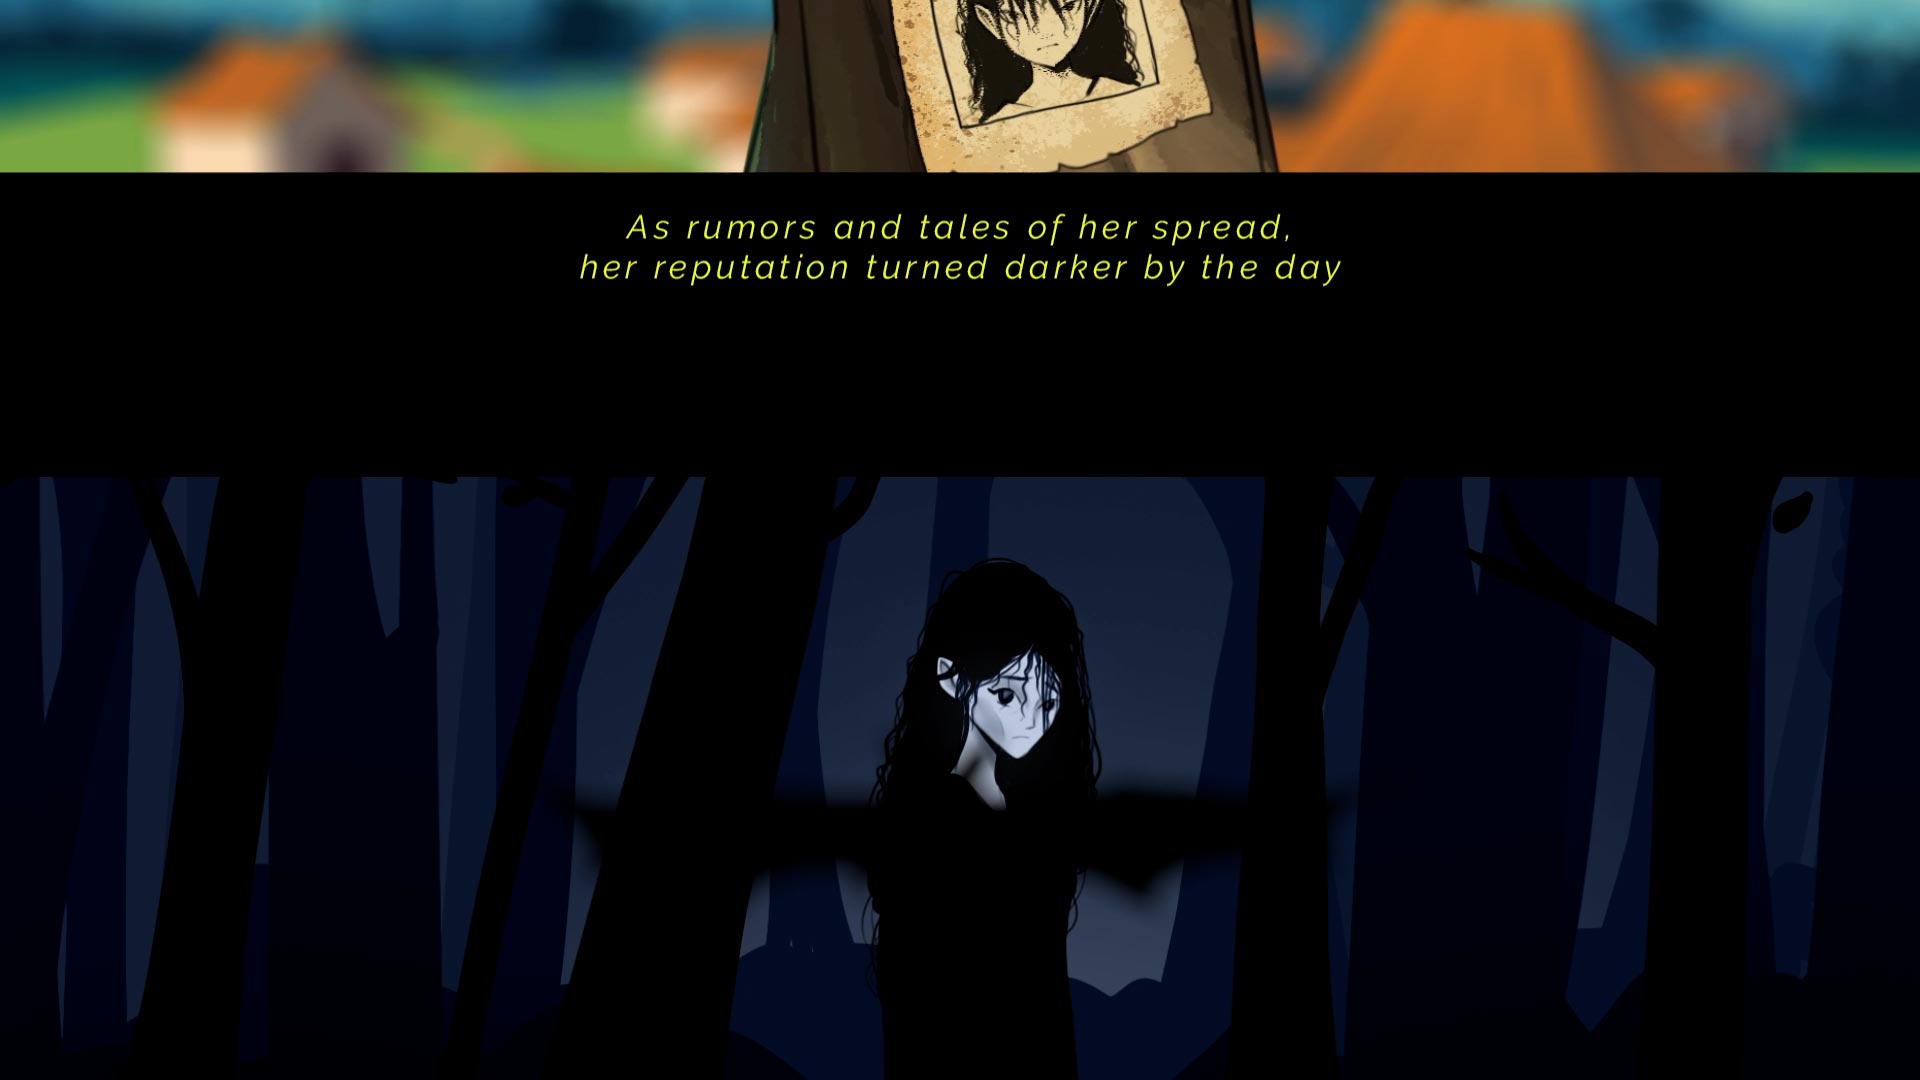 As rumors and tales of her spread,
her reputation turned darker by the day